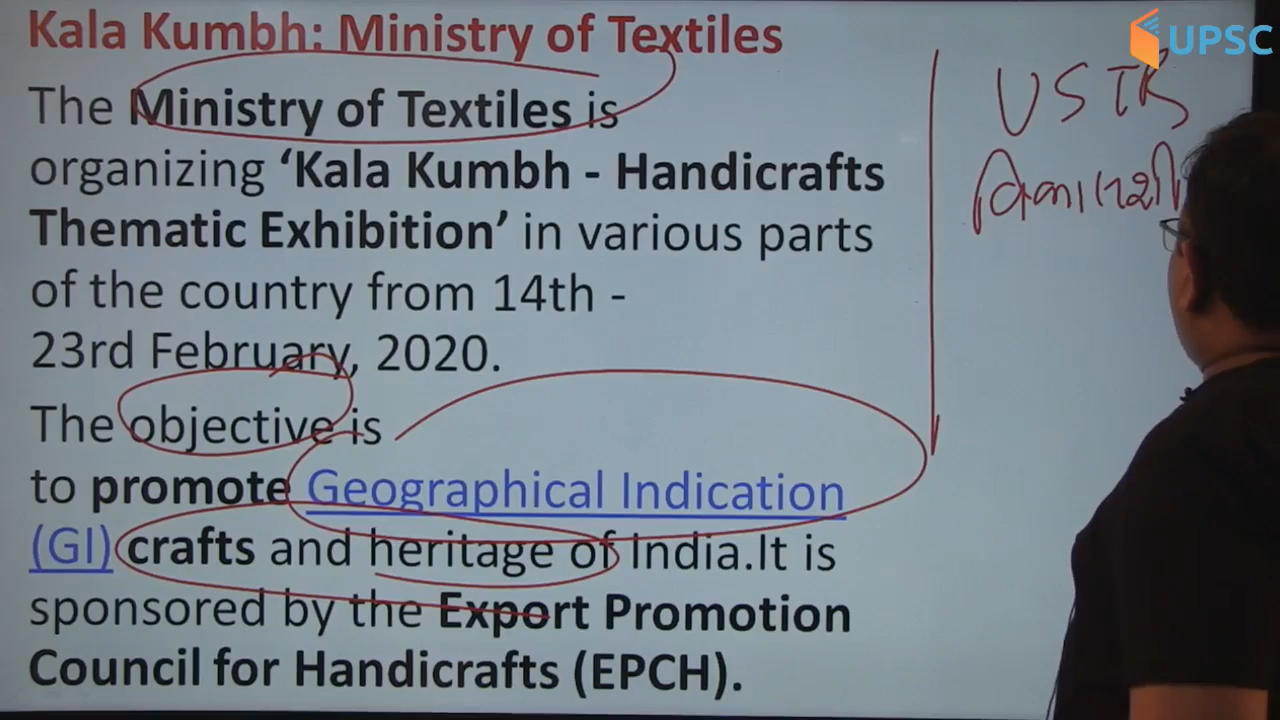 Kala Kumbh: Ministry of Textiles
The Ministry of Textiles is
organizing ‘Kala Kumbh - Handicrafts
Thematic Exhibition’ in various parts
of the country from 14th -
23rd February, 2020.
The objective is
to promote Geographical Indication
(GI) crafts and heritage of India.It is
sponsored by the Export Promotion
Council for Handicrafts (EPCH).
UPSC
USTR